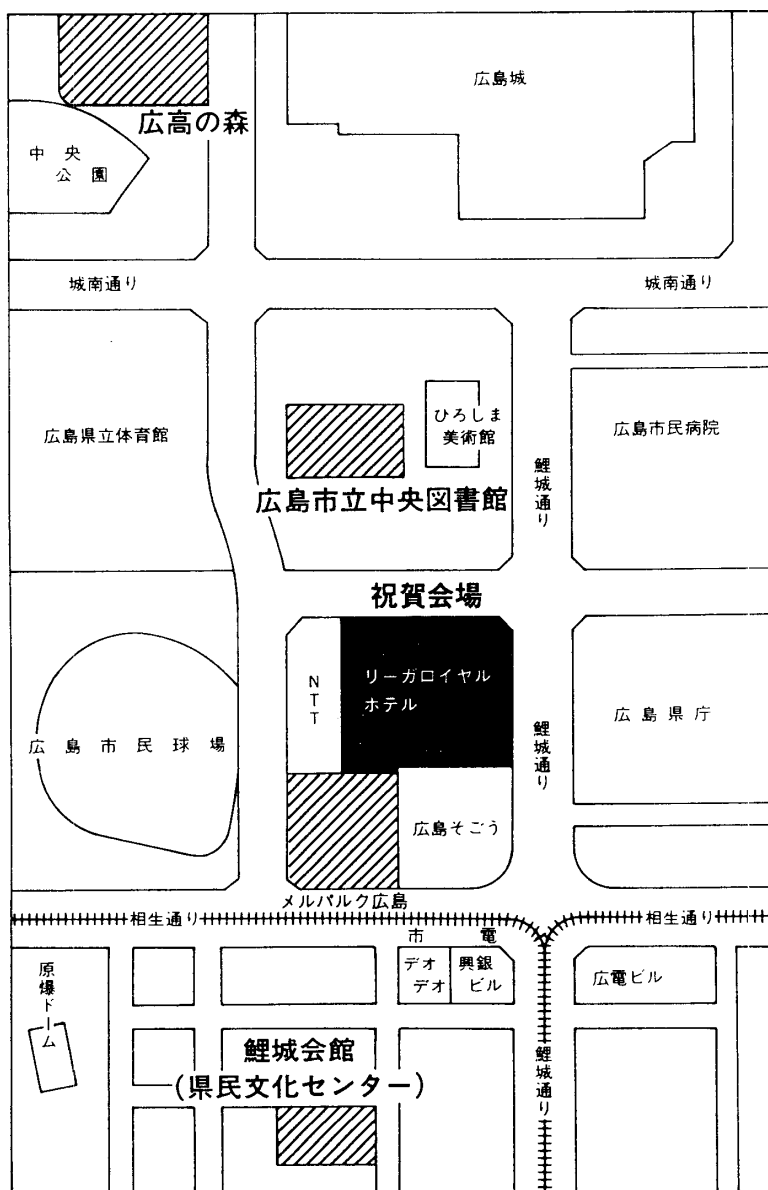 広島城
広高の森
中央
公園
城南通り
城南通り
広島県立体育館
ひろしま
美術館
広島市民病院
鯉城通り
広島市立中央図書館
祝賀会場
NTT
リーガロイヤル
ホテル
広島県庁
鯉城通り
広島市民球場
広島そごう
メルパルク広島
相生通り
相生通り
市電
デオ
デオ
興銀
ビル
広電ビル
原爆ドーム
鯉城会館
(県民文化センター)
鯉城通り